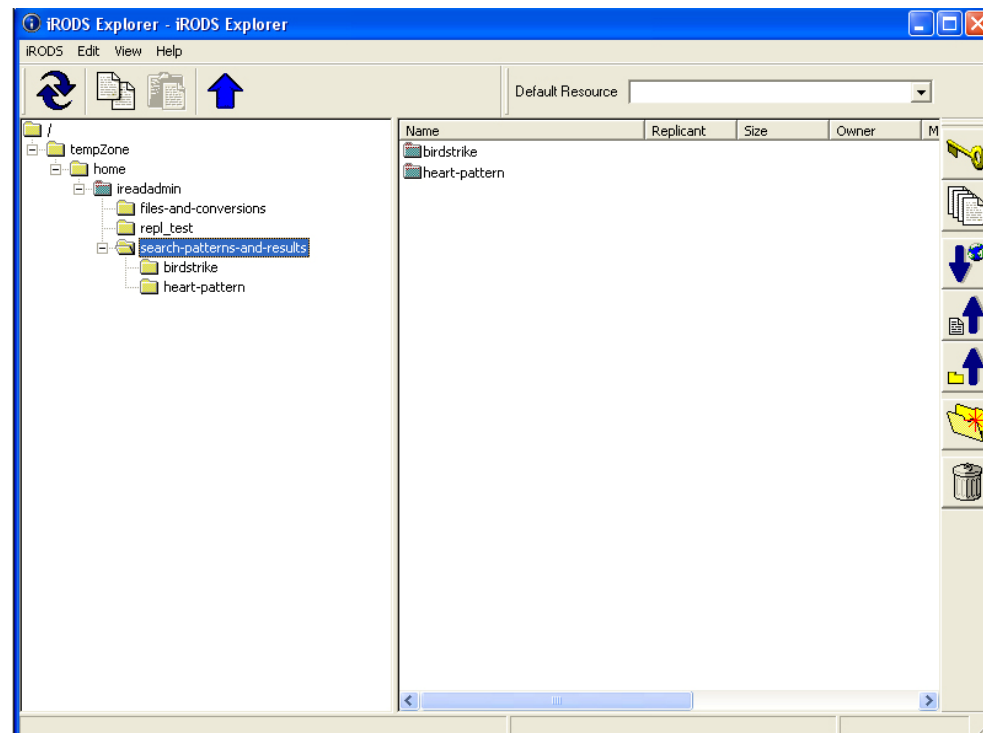 iRODS Explorer - iRODS Explorer
iRODS Edit View Help
Default Resource
/
tempZone
home
ireadadmin
files-and-conversions
repl_test
search-patterns-and-results
birdstrike
heart-pattern
Name Replicant Size Owner M
birdstrike
heart-pattern